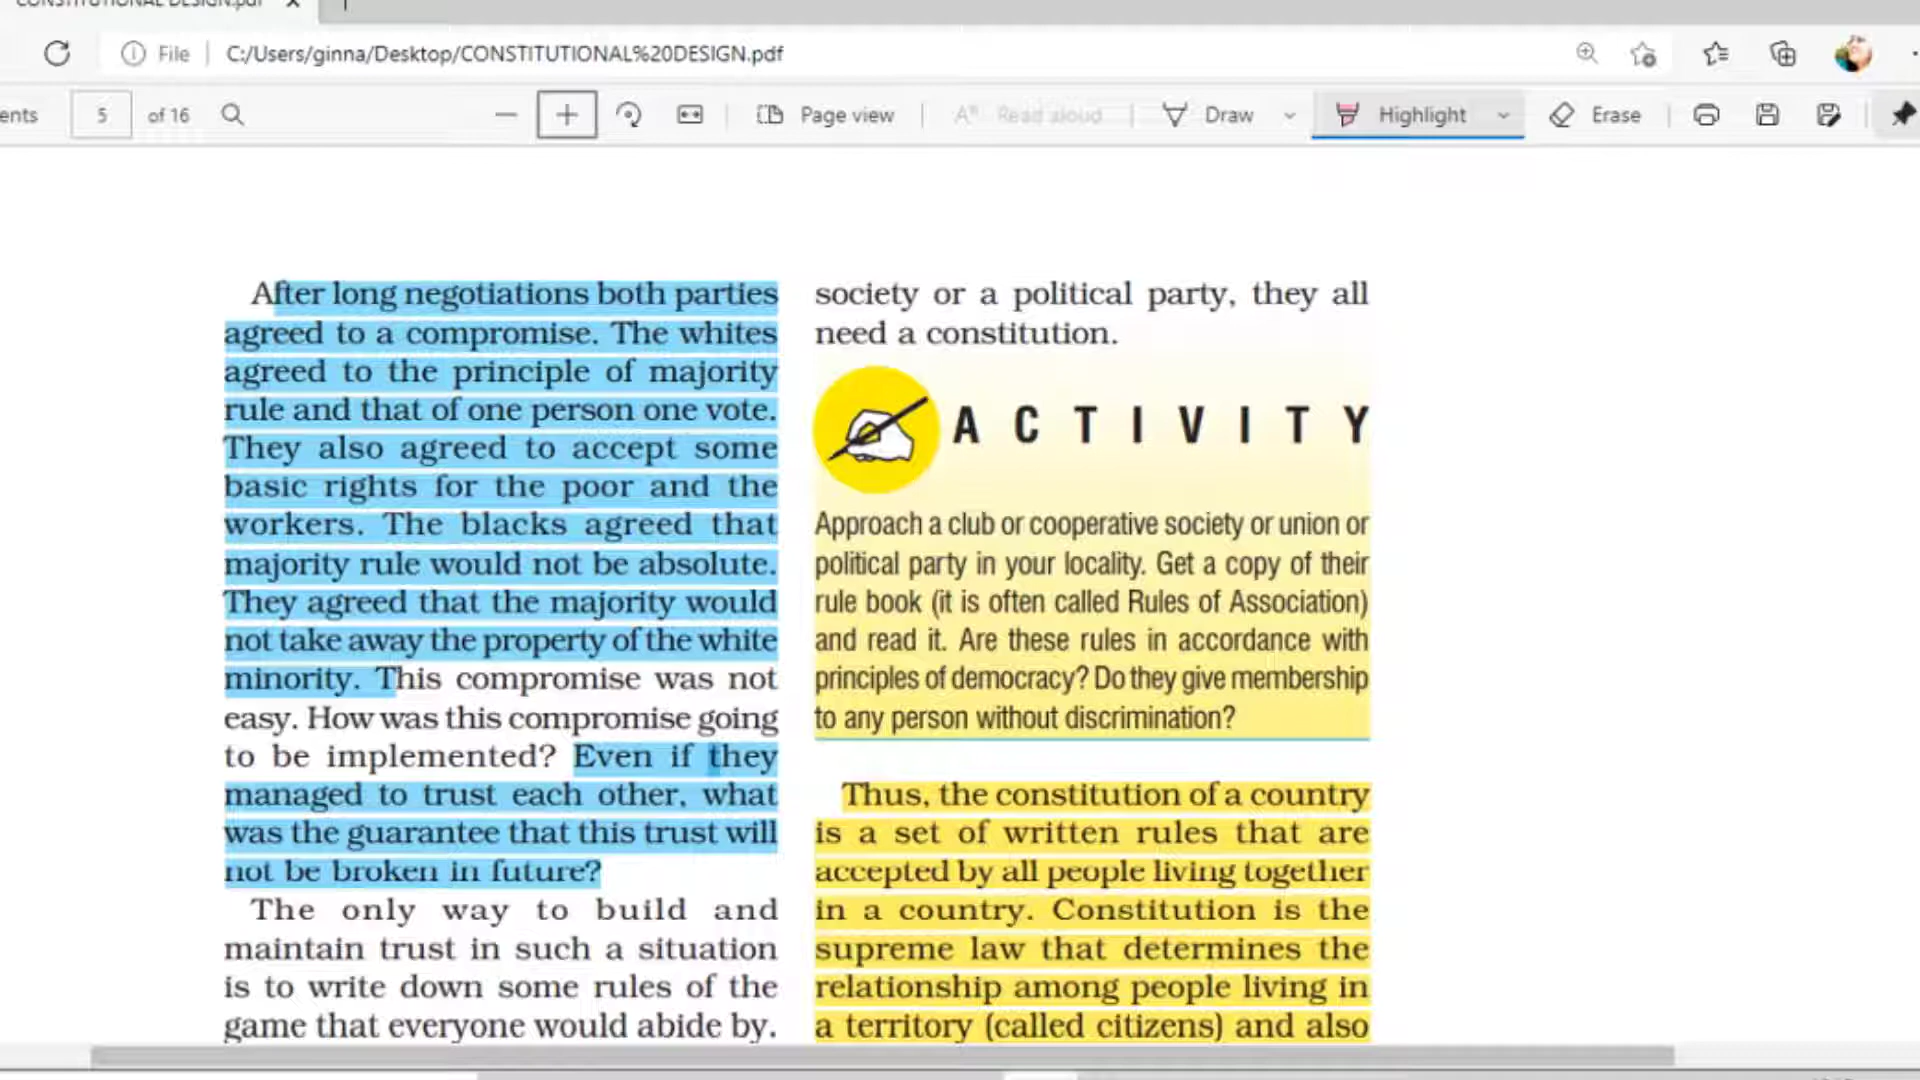 CONSTITUTIONAL DESIGN.pdf
File C:/Users/ginna/Desktop/CONSTITUTIONAL%20DESIGN.pdf
ents 5 of 16 Page view Read aloud Draw Highlight Erase
After long negotiations both parties
agreed to a compromise. The whites
agreed to the principle of majority
rule and that of one person one vote.
They also agreed to accept some
basic rights for the poor and the
workers. The blacks agreed that
majority rule would not be absolute.
They agreed that the majority would
not take away the property of the white
minority. This compromise was not
easy. How was this compromise going
to be implemented? Even if they
managed to trust each other, what
was the guarantee that this trust will
not be broken in future?
The only way to build and
maintain trust in such a situation
is to write down some rules of the
game that everyone would abide by.
society or a political party, they all
need a constitution.
ACTIVITY
Approach a club or cooperative society or union or
political party in your locality. Get a copy of their
rule book (it is often called Rules of Association)
and read it. Are these rules in accordance with
principles of democracy? Do they give membership
to any person without discrimination?
Thus, the constitution of a country
is a set of written rules that are
accepted by all people living together
in a country. Constitution is the
supreme law that determines the
relationship among people living in
a territory (called citizens) and also